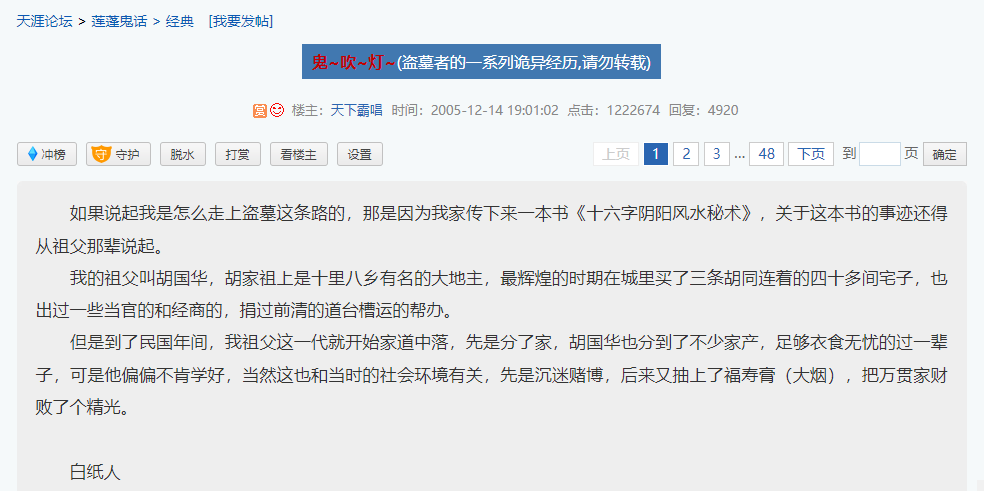 天涯论坛 > 莲蓬鬼话 > 经典 [我要发帖]
鬼~吹~灯~(盗墓者的一系列诡异经历,请勿转载)
赏 楼主：天下霸唱 时间：2005-12-14 19:01:02 点击：1222674 回复：4920
冲榜 守 守护 脱水 打赏 看楼主 设置 上页 1 2 3 ... 48 下页 到 页 确定
如果说起我是怎么走上盗墓这条路的，那是因为我家传下来一本书《十六字阴阳风水秘术》，关于这本书的事迹还得
从祖父那辈说起。
我的祖父叫胡国华，胡家祖上是十里八乡有名的大地主，最辉煌的时期在城里买了三条胡同连着的四十多间宅子，也
出过一些当官的和经商的，捐过前清的道台槽运的帮办。
但是到了民国年间，我祖父这一代就开始家道中落，先是分了家，胡国华也分到了不少家产，足够衣食无忧的过一辈
子，可是他偏偏不肯学好，当然这也和当时的社会环境有关，先是沉迷赌博，后来又抽上了福寿膏（大烟），把万贯家财
败了个精光。
白纸人